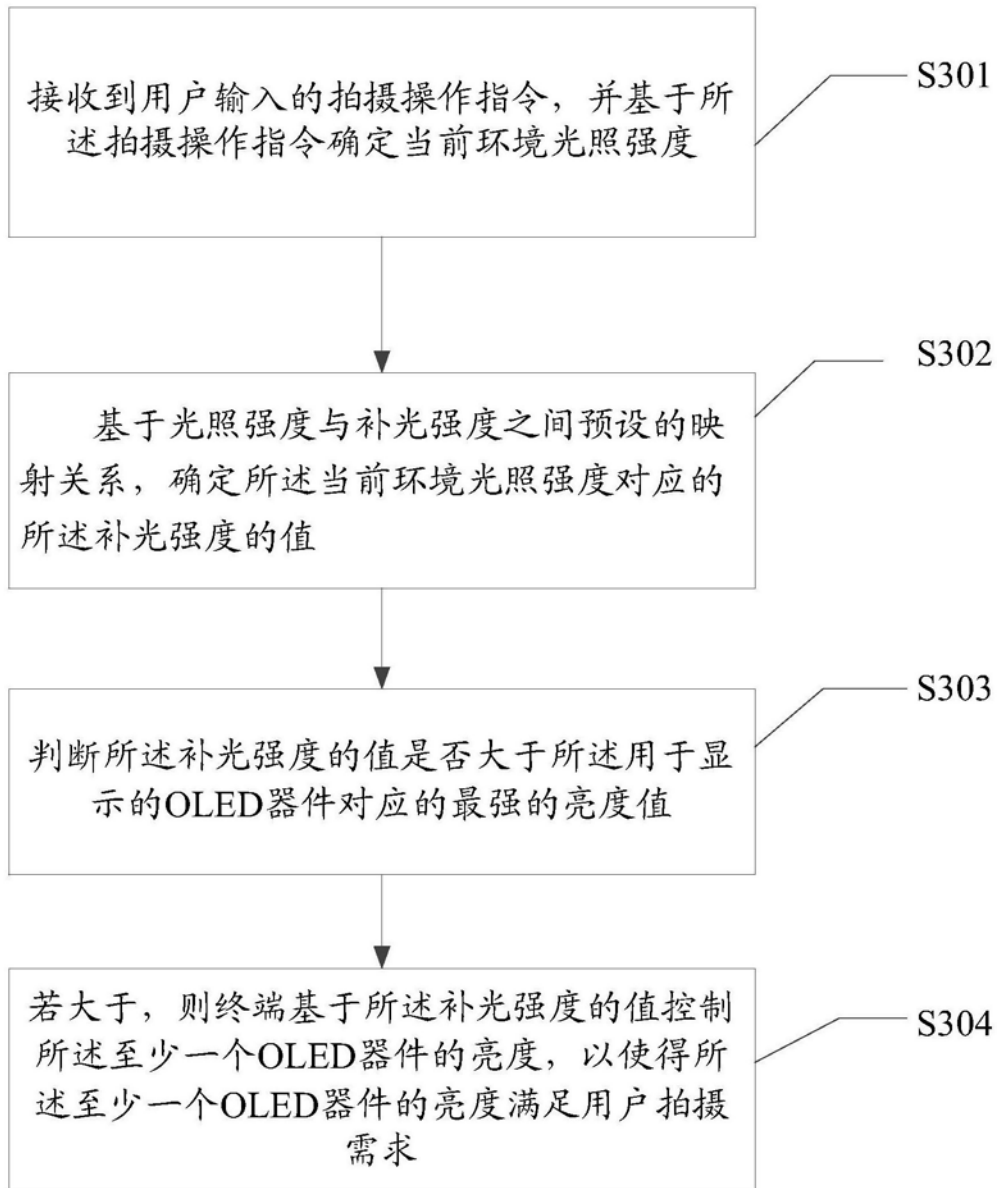 接收到用户输入的拍摄操作指令，并基于所
述拍摄操作指令确定当前环境光照强度
S301
基于光照强度与补光强度之间预设的映
射关系，确定所述当前环境光照强度对应的
所述补光强度的值
S302
判断所述补光强度的值是否大于所述用于显
示的OLED器件对应的最强的亮度值
S303
若大于，则终端基于所述补光强度的值控制
所述至少一个OLED器件的亮度，以使得所
述至少一个OLED器件的亮度满足用户拍摄
需求
S304